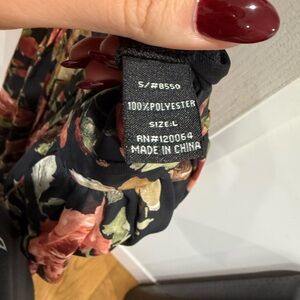 S/#8550
100%POLYESTER
SIZE:L
RN#120064
MADE IN CHINA